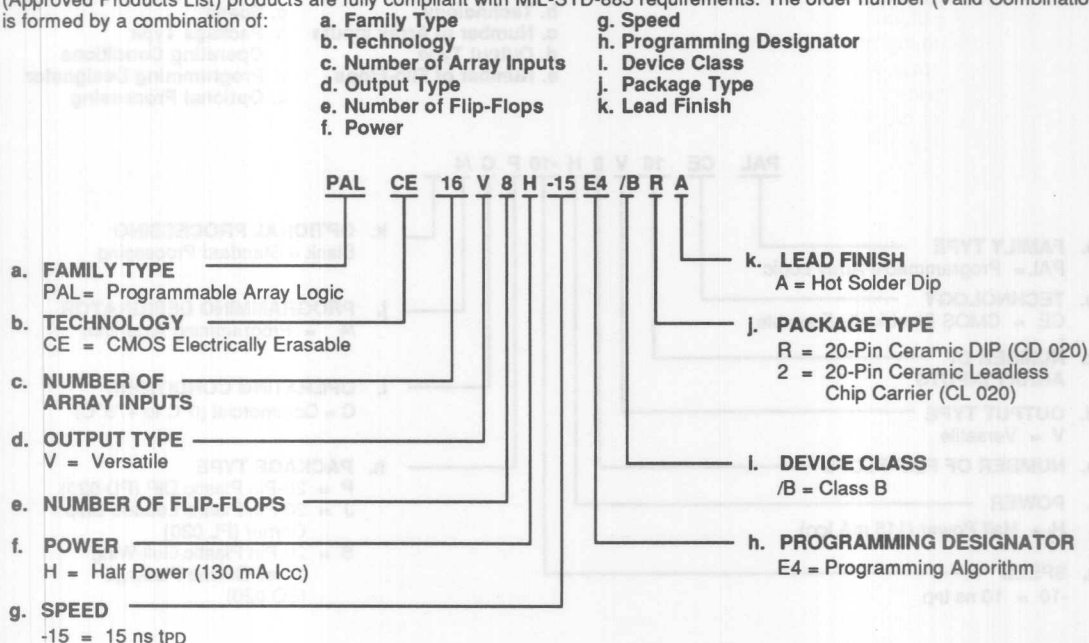 (Approved Products List) products are fully compliant with MIL-STD-883 requirements. The order number (Valid Combination
is formed by a combination of:
a. Family Type
b. Technology
c. Number of Array Inputs
d. Output Type
e. Number of Flip-Flops
f. Power
g. Speed
h. Programming Designator
i. Device Class
j. Package Type
k. Lead Finish
PAL CE 16 V 8 H -15 E4 /B R A
a. FAMILY TYPE
PAL = Programmable Array Logic
b. TECHNOLOGY
CE = CMOS Electrically Erasable
c. NUMBER OF
ARRAY INPUTS
d. OUTPUT TYPE
V = Versatile
e. NUMBER OF FLIP-FLOPS
f. POWER
H = Half Power (130 mA Icc)
g. SPEED
-15 = 15 ns tPD
k. LEAD FINISH
A = Hot Solder Dip
j. PACKAGE TYPE
R = 20-Pin Ceramic DIP (CD 020)
2 = 20-Pin Ceramic Leadless
Chip Carrier (CL 020)
i. DEVICE CLASS
/B = Class B
h. PROGRAMMING DESIGNATOR
E4 = Programming Algorithm